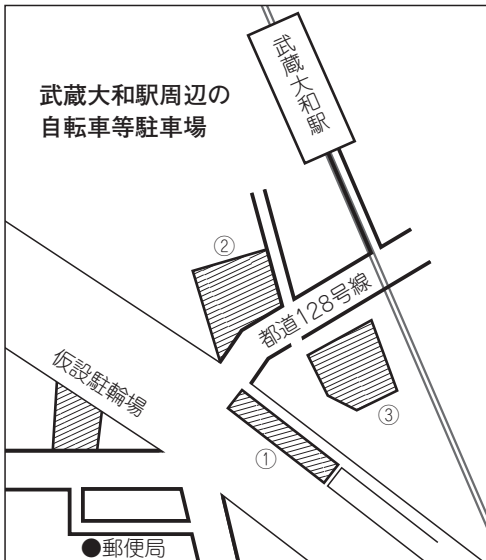 武蔵大和駅周辺の
自転車等駐車場
武蔵大和駅
②
都道128号線
仮設駐輪場
③
①
●郵便局